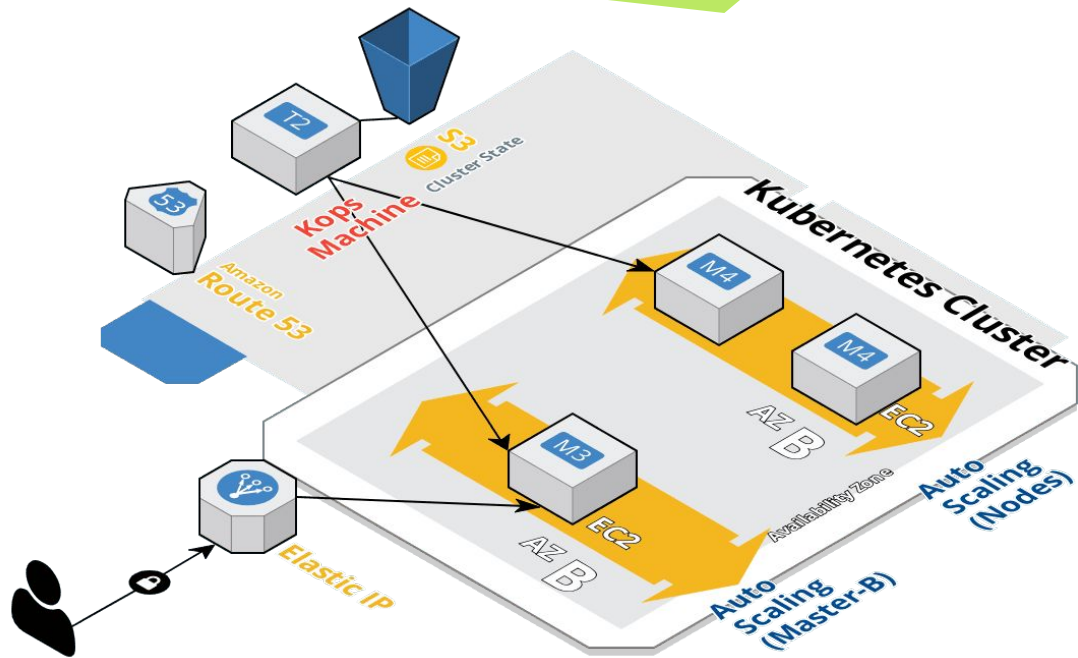 T2
S3
Cluster State
53
Kops
Machine
Amazon
Route 53
Kubernetes Cluster
M4
M4
EC2
AZ B
Availability Zone
Auto
Scaling
(Nodes)
M3
EC2
AZ B
Elastic IP
Auto
Scaling
(Master-B)